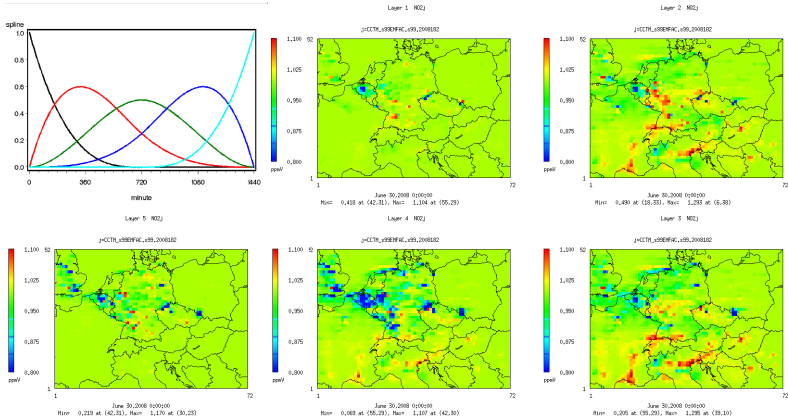 spline
1.0
0.8
0.6
0.4
0.2
0.0
0 360 720 1080 1440
minute
Layer 1 NO2j
j=CCTM_s99EMFAC,s99,2008182
1,100
1,025
0,950
0,875
0,800
ppmV
52
1
1 72
June 30,2008 0:00:00
Min= 0,418 at (42,31), Max= 1,104 at (55,29)
Layer 2 NO2j
j=CCTM_s99EMFAC,s99,2008182
1,100
1,025
0,950
0,875
0,800
ppmV
52
1
1 72
June 30,2008 0:00:00
Min= 0,490 at (18,33), Max= 1,293 at (6,38)
Layer 5 NO2j
j=CCTM_s99EMFAC,s99,2008182
1,100
1,025
0,950
0,875
0,800
ppmV
52
1
1 72
June 30,2008 0:00:00
Min= 0,219 at (42,31), Max= 1,170 at (30,23)
Layer 4 NO2j
j=CCTM_s99EMFAC,s99,2008182
1,100
1,025
0,950
0,875
0,800
ppmV
52
1
1 72
June 30,2008 0:00:00
Min= 0,069 at (55,29), Max= 1,107 at (42,30)
Layer 3 NO2j
j=CCTM_s99EMFAC,s99,2008182
1,100
1,025
0,950
0,875
0,800
ppmV
52
1
1 72
June 30,2008 0:00:00
Min= 0,205 at (55,29), Max= 1,295 at (39,10)